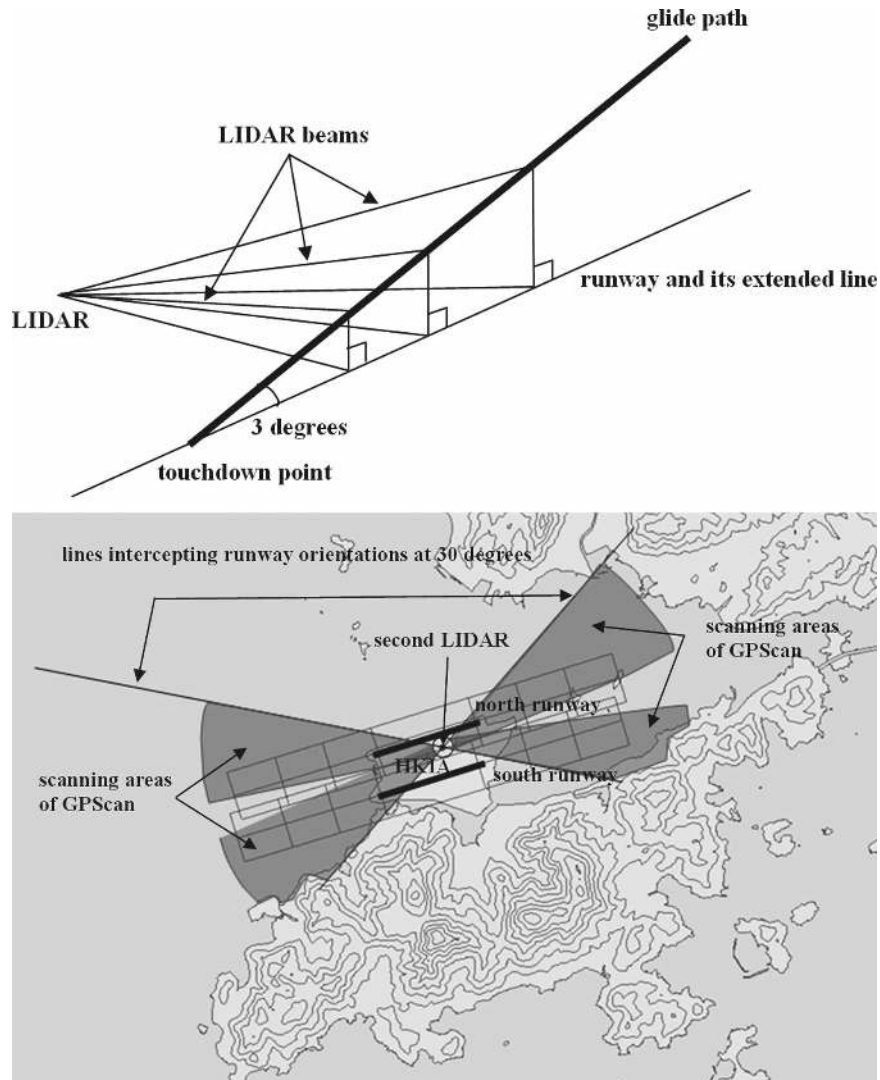 glide path
LIDAR beams
runway and its extended line
LIDAR
3 degrees
touchdown point
lines intercepting runway orientations at 30 degrees
second LIDAR
scanning areas
of GPScan
north runway
HKIA
south runway
scanning areas
of GPScan